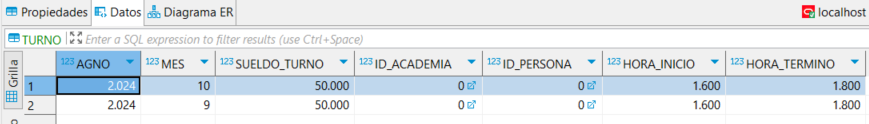 Propiedades Datos Diagrama ER localhost
TURNO Enter a SQL expression to filter results (use Ctrl+Space)
Grilla
123 AGNO 123 MES 123 SUELDO_TURNO 123 ID_ACADEMIA 123 ID_PERSONA 123 HORA_INICIO 123 HORA_TERMINO
1 2.024 10 50.000 0 0 1.600 1.800
2 2.024 9 50.000 0 0 1.600 1.800